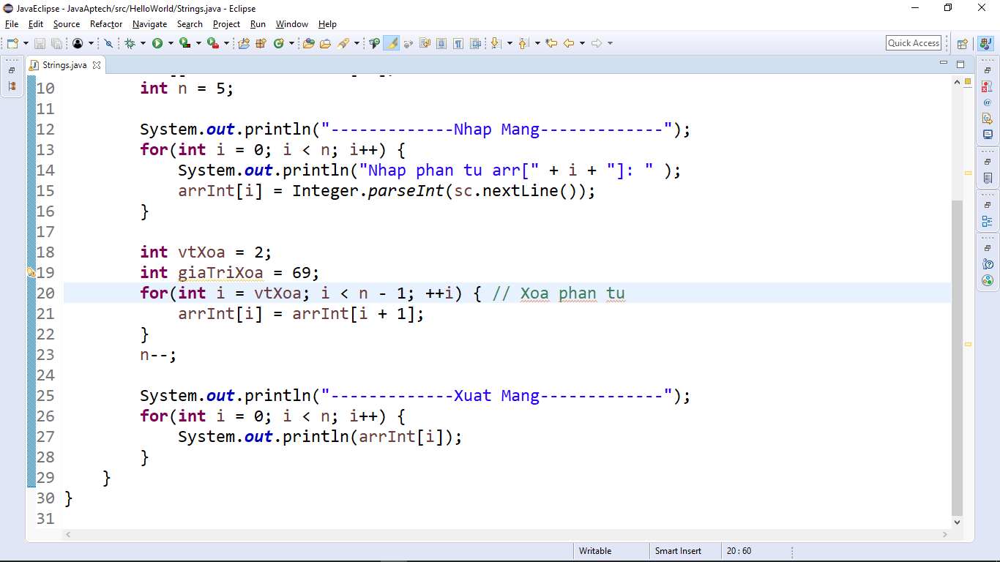 JavaEclipse - JavaAptech/src/HelloWorld/Strings.java - Eclipse
File Edit Source Refactor Navigate Search Project Run Window Help
Quick Access
Strings.java
10 int n = 5;
11
12 System.out.println("-------------Nhap Mang-------------");
13 for(int i = 0; i < n; i++) {
14 System.out.println("Nhap phan tu arr[" + i + "]: " );
15 arrInt[i] = Integer.parseInt(sc.nextLine());
16 }
17
18 int vtXoa = 2;
19 int giaTriXoa = 69;
20 for(int i = vtXoa; i < n - 1; ++i) { // Xoa phan tu
21 arrInt[i] = arrInt[i + 1];
22 }
23 n--;
24
25 System.out.println("-------------Xuat Mang-------------");
26 for(int i = 0; i < n; i++) {
27 System.out.println(arrInt[i]);
28 }
29 }
30 }
31
Writable Smart Insert 20 : 60